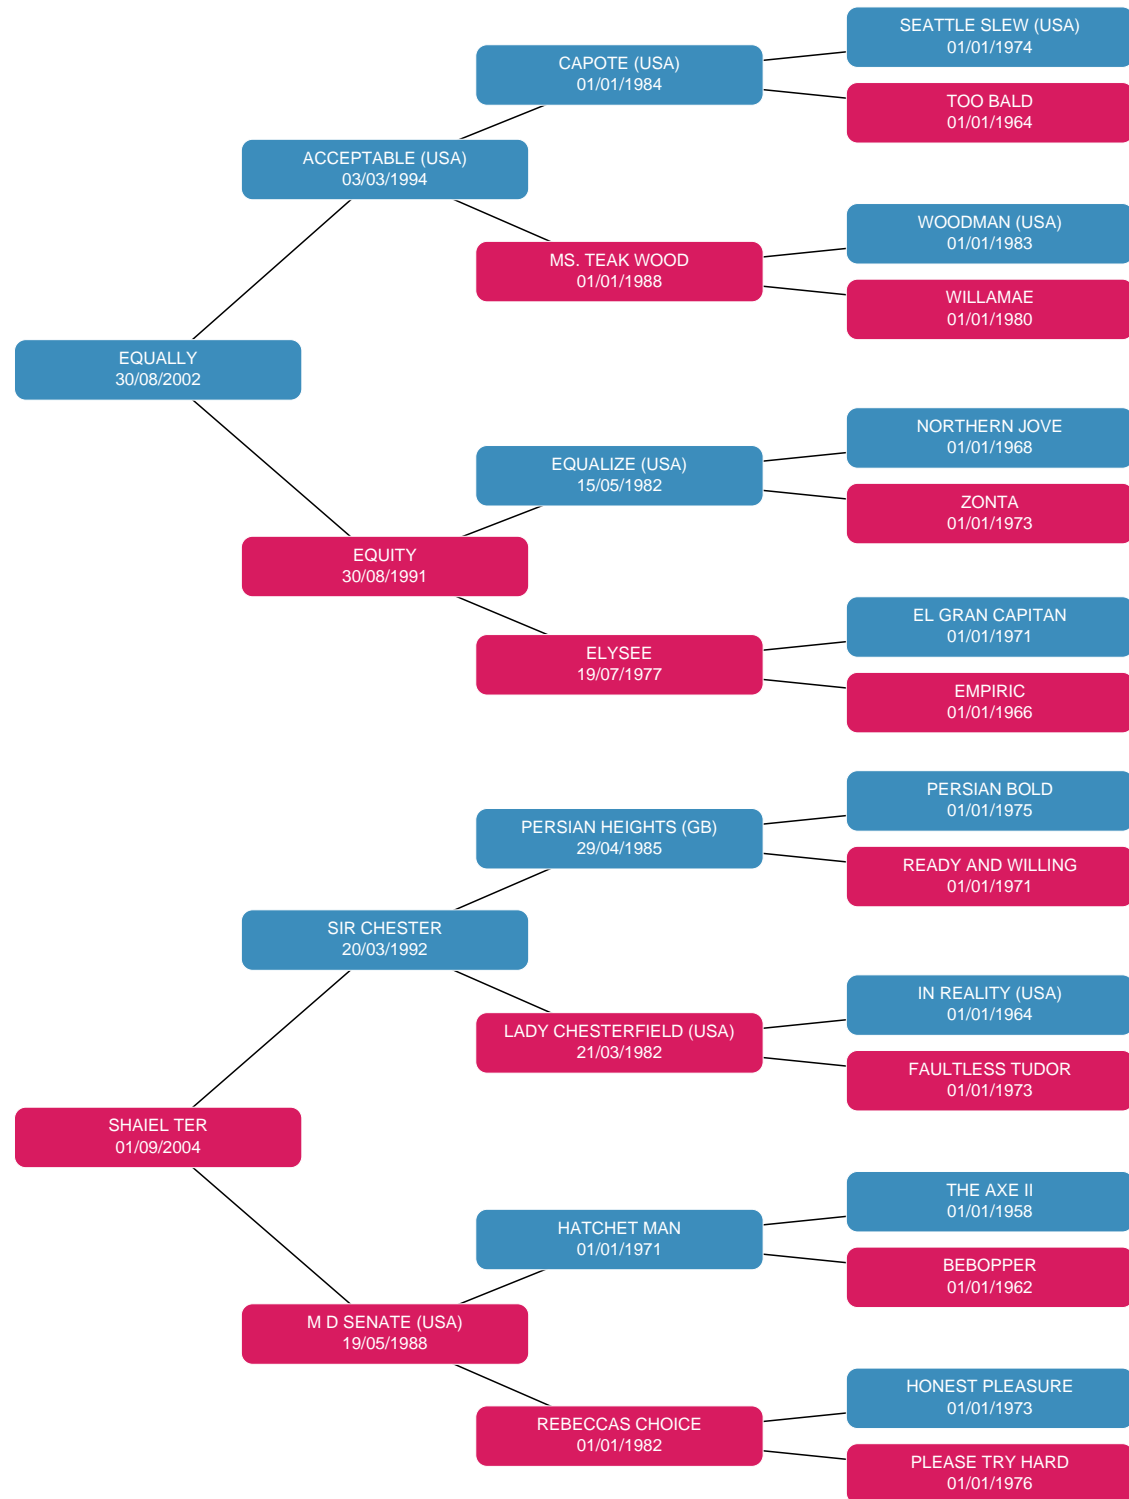 SEATTLE SLEW (USA)
01/01/1974
CAPOTE (USA)
01/01/1984
TOO BALD
01/01/1964
ACCEPTABLE (USA)
03/03/1994
WOODMAN (USA)
01/01/1983
MS. TEAK WOOD
01/01/1988
WILLAMAE
01/01/1980
EQUALLY
30/08/2002
NORTHERN JOVE
01/01/1968
EQUALIZE (USA)
15/05/1982
ZONTA
01/01/1973
EQUITY
30/08/1991
EL GRAN CAPITAN
01/01/1971
ELYSEE
19/07/1977
EMPIRIC
01/01/1966
PERSIAN BOLD
01/01/1975
PERSIAN HEIGHTS (GB)
29/04/1985
READY AND WILLING
01/01/1971
SIR CHESTER
20/03/1992
IN REALITY (USA)
01/01/1964
LADY CHESTERFIELD (USA)
21/03/1982
FAULTLESS TUDOR
01/01/1973
SHAIEL TER
01/09/2004
THE AXE II
01/01/1958
HATCHET MAN
01/01/1971
BEBOPPER
01/01/1962
M D SENATE (USA)
19/05/1988
HONEST PLEASURE
01/01/1973
REBECCAS CHOICE
01/01/1982
PLEASE TRY HARD
01/01/1976